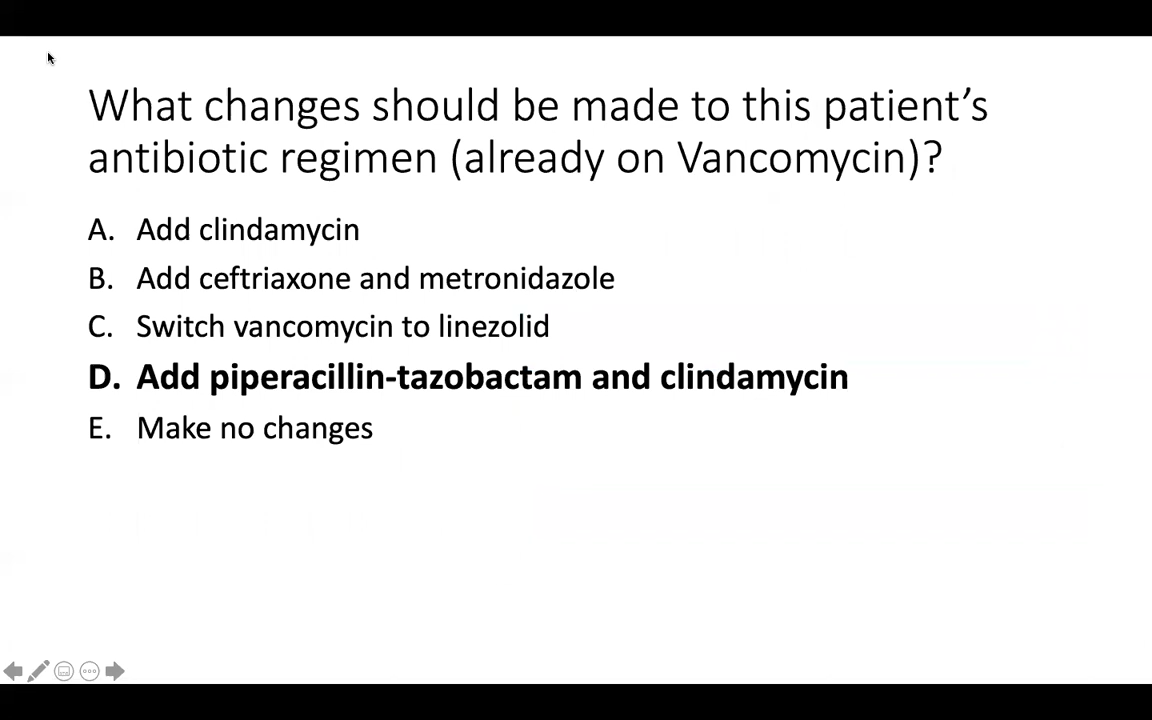 What changes should be made to this patient’s
antibiotic regimen (already on Vancomycin)?
A. Add clindamycin
B. Add ceftriaxone and metronidazole
C. Switch vancomycin to linezolid
D. Add piperacillin-tazobactam and clindamycin
E. Make no changes